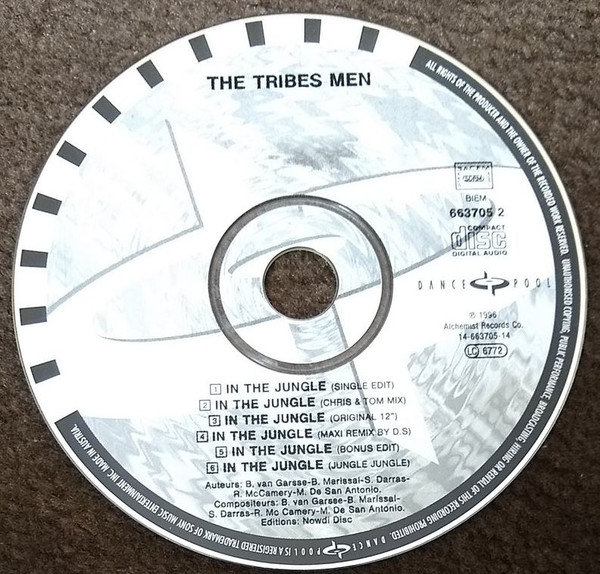 THE TRIBES MEN
SACEM
BIEM
663705 2
COMPACT
disc
DIGITAL AUDIO
DANCE POOL
℗ 1996
Alchemist Records Co.
14-663705-14
LC 6772
1 IN THE JUNGLE (SINGLE EDIT)
2 IN THE JUNGLE (CHRIS & TOM MIX)
3 IN THE JUNGLE (ORIGINAL 12")
4 IN THE JUNGLE (MAXI REMIX BY D.S)
5 IN THE JUNGLE (BONUS EDIT)
6 IN THE JUNGLE (JUNGLE JUNGLE)
Auteurs: B. van Garsse-B. Marissal-S. Darras-
R. McCamery-M. De San Antonio.
Compositeurs: B. van Garsse-B. Marissal-
S. Darras-R. Mc Camery-M. De San Antonio.
Editions: Nowdi Disc
ALL RIGHTS OF THE PRODUCER AND THE OWNER OF THE RECORDED WORK RESERVED. UNAUTHORISED COPYING, PUBLIC PERFORMANCE, BROADCASTING, HIRING OR RENTAL OF THIS RECORDING PROHIBITED. DANCE POOL IS A REGISTERED TRADEMARK OF SONY MUSIC ENTERTAINMENT INC. MADE IN AUSTRIA.